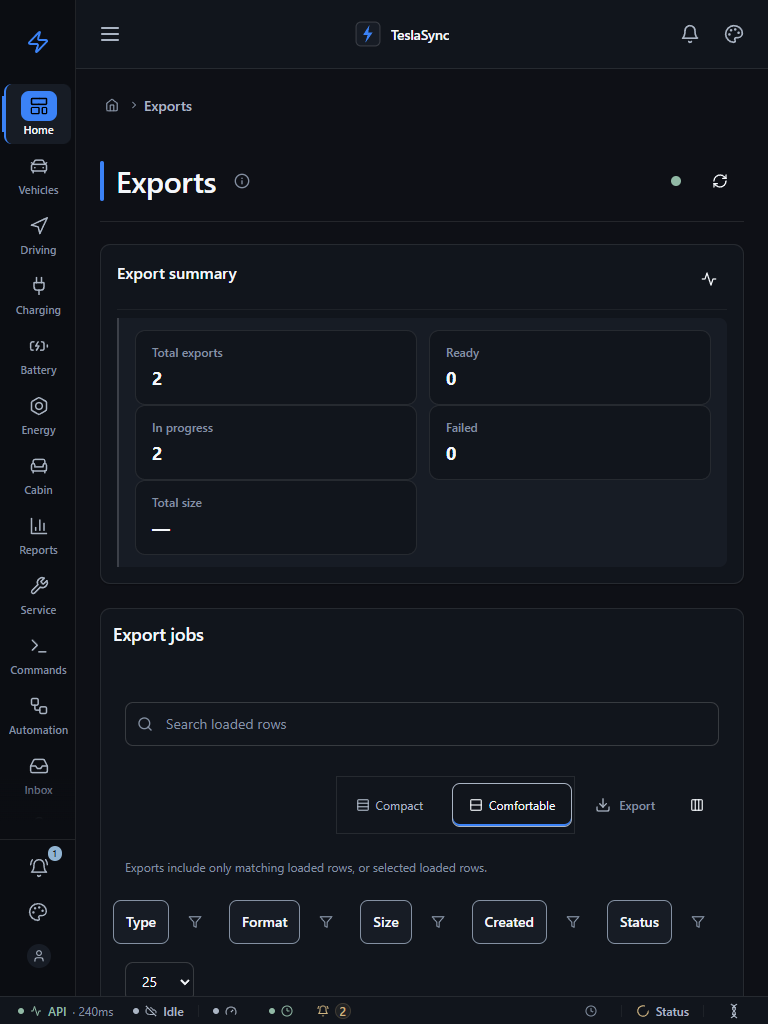 TeslaSync
Home
Vehicles
Driving
Charging
Battery
Energy
Cabin
Reports
Service
Commands
Automation
Inbox
1
Exports
Exports
Export summary
Total exports
2
Ready
0
In progress
2
Failed
0
Total size
—
Export jobs
Search loaded rows
Compact
Comfortable
Export
Exports include only matching loaded rows, or selected loaded rows.
Type
Format
Size
Created
Status
25
API · 240ms
Idle
2
Status